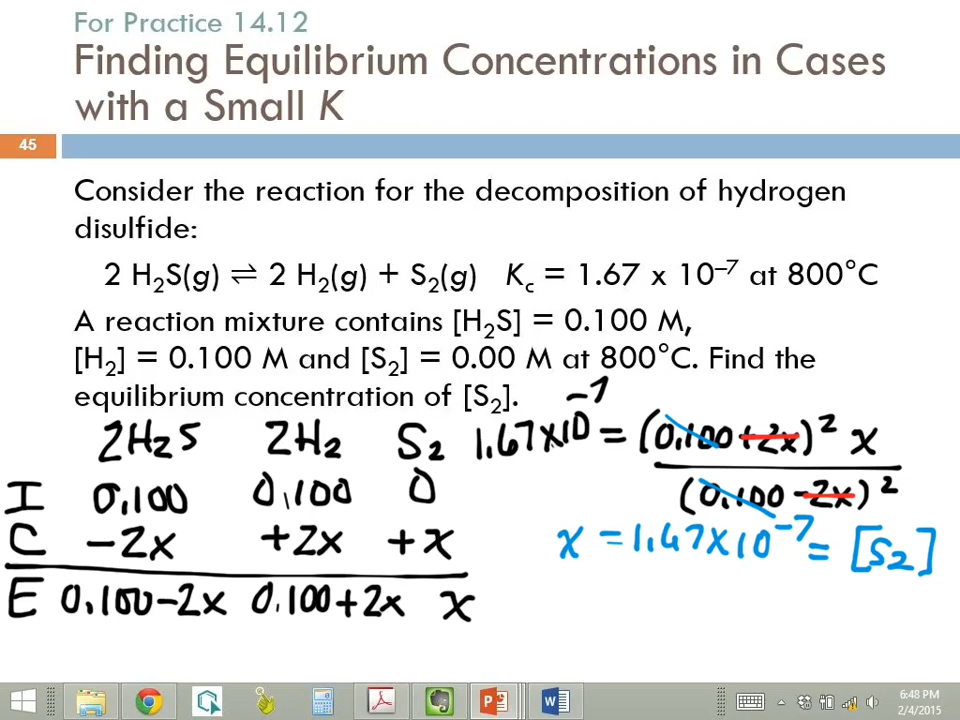 For Practice 14.12
Finding Equilibrium Concentrations in Cases
with a Small K
45
Consider the reaction for the decomposition of hydrogen
disulfide:
2 H₂S(g) ⇌ 2 H₂(g) + S₂(g) K꜀ = 1.67 x 10⁻⁷ at 800°C
A reaction mixture contains [H₂S] = 0.100 M,
[H₂] = 0.100 M and [S₂] = 0.00 M at 800°C. Find the
equilibrium concentration of [S₂].
2H₂S 2H₂ S₂
I 0.100 0.100 0
C -2x +2x +x
E 0.100-2x 0.100+2x x
1.67x10⁻⁷ = (0.100+2x)² x
(0.100-2x)²
x = 1.67x10⁻⁷ = [S₂]
6:48 PM
2/4/2015